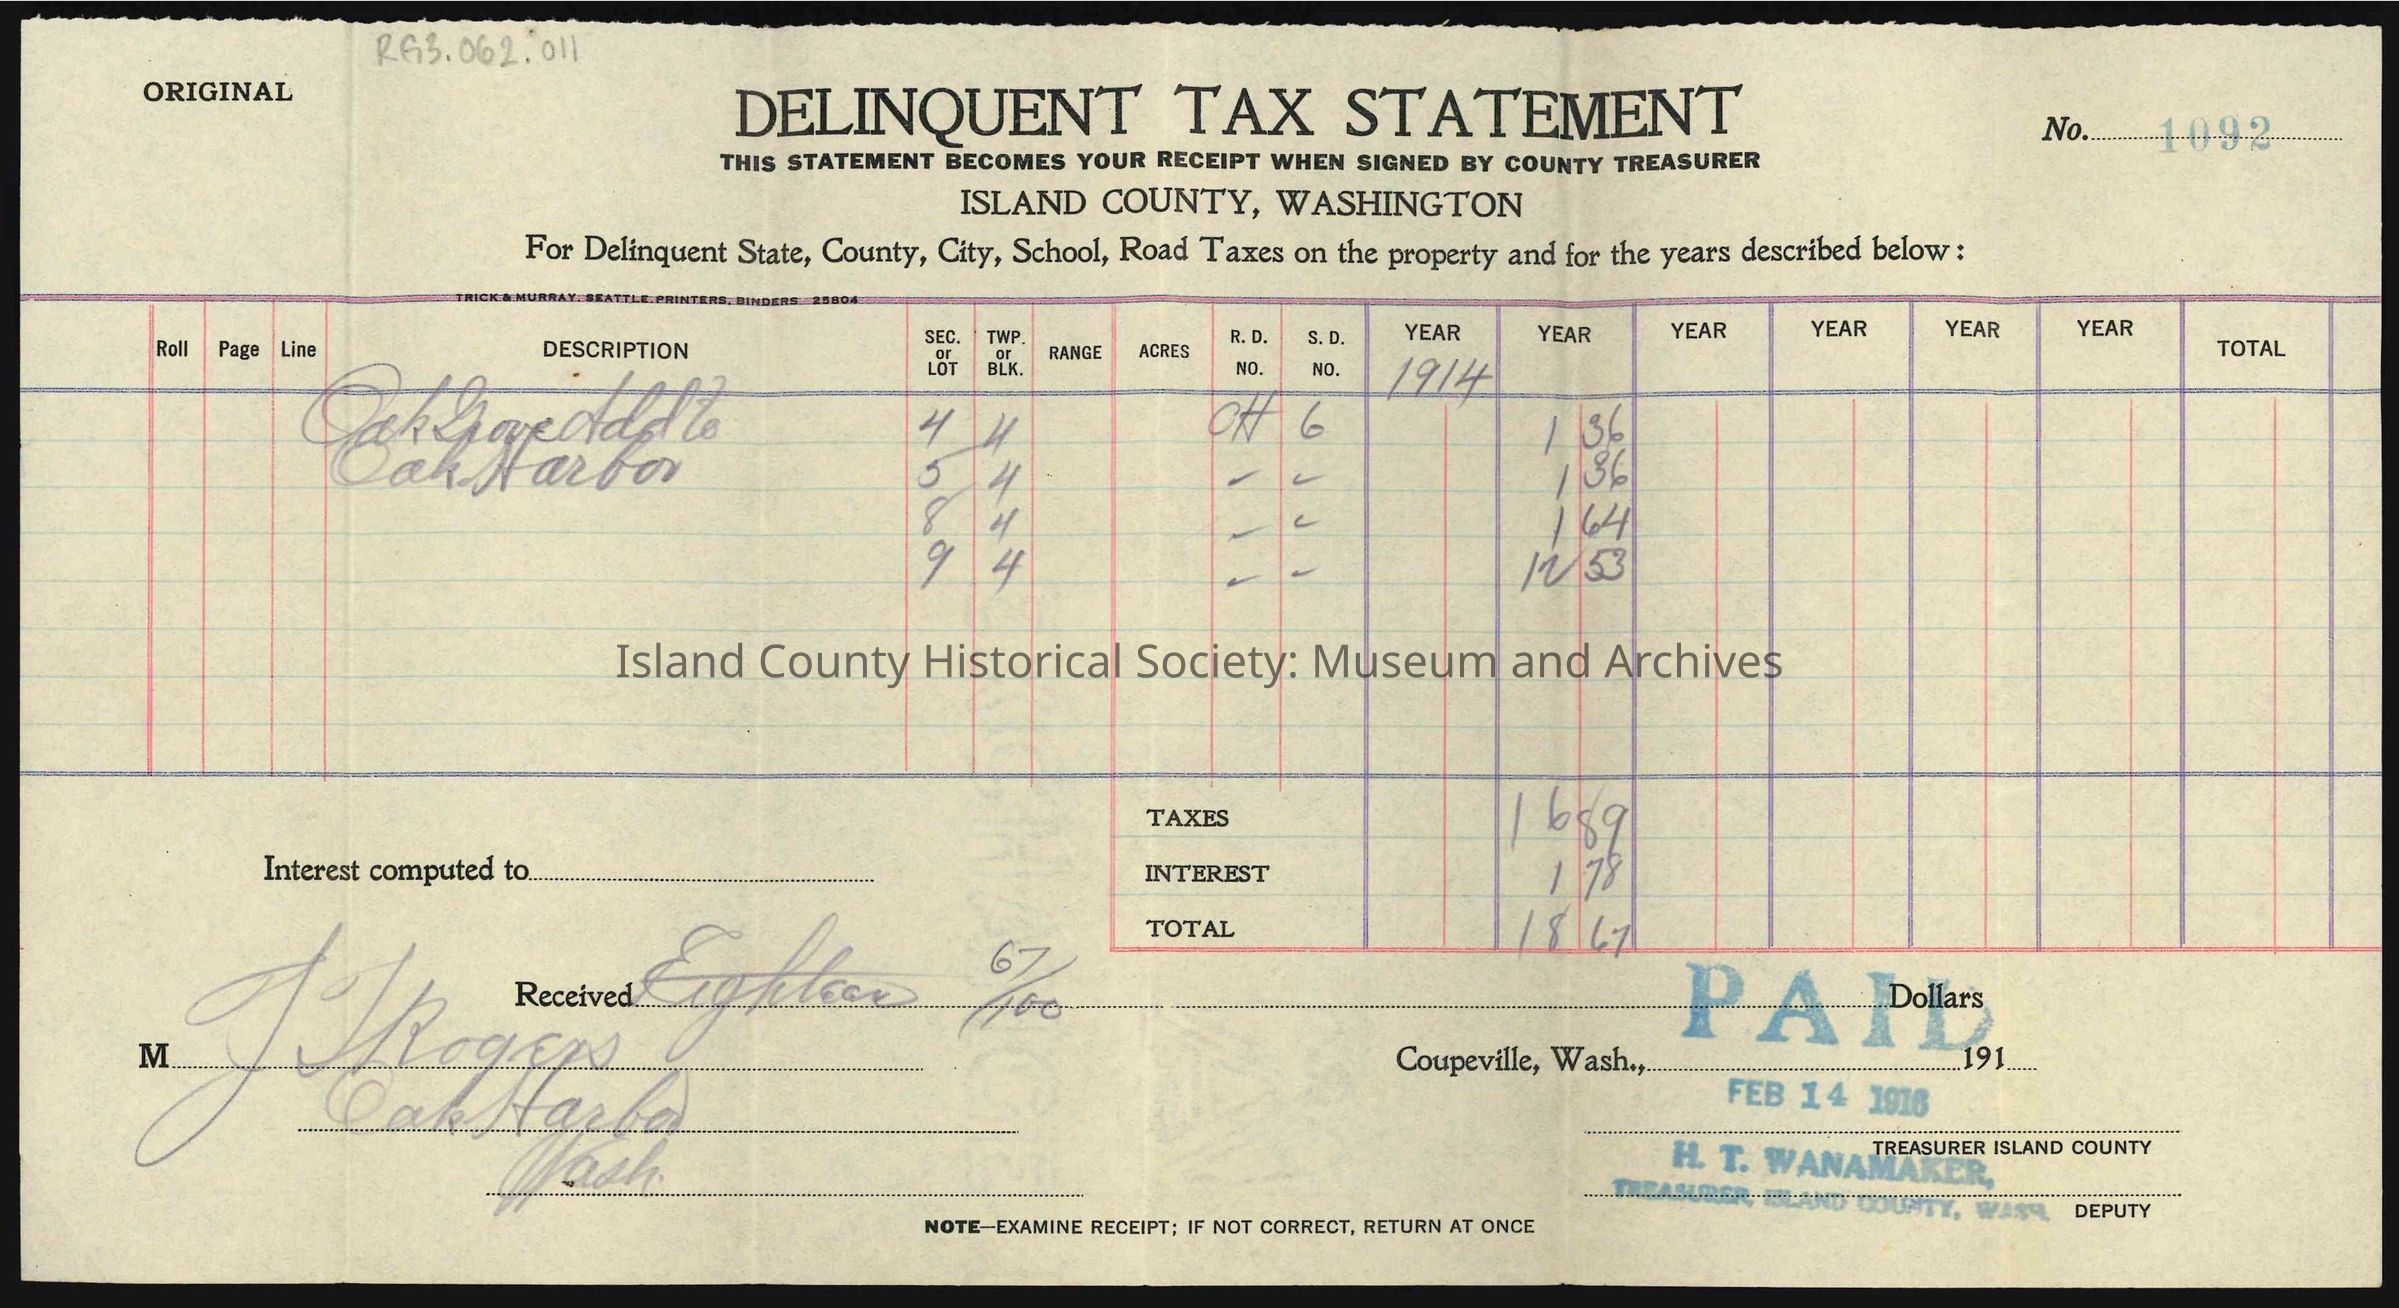 RG3.062.011
ORIGINAL
DELINQUENT TAX STATEMENT
No. 1092
THIS STATEMENT BECOMES YOUR RECEIPT WHEN SIGNED BY COUNTY TREASURER
ISLAND COUNTY, WASHINGTON
For Delinquent State, County, City, School, Road Taxes on the property and for the years described below:
TRICK & MURRAY, SEATTLE, PRINTERS, BINDERS 25804
Roll Page Line DESCRIPTION SEC. or LOT TWP. or BLK. RANGE ACRES R. D. NO. S. D. NO. YEAR 1914 YEAR YEAR YEAR YEAR YEAR TOTAL
Oak Grove Add to 4 4 OH 6 1 36
Oak Harbor 5 4 1 36
8 4 1 64
9 4 12 53
Island County Historical Society: Museum and Archives
TAXES 16 89
Interest computed to
INTEREST 1 78
TOTAL 18 67
Received Eighteen 67/100 Dollars
PAID
M J S Rogers Coupeville, Wash., 191
FEB 14 1916
Oak Harbor
TREASURER ISLAND COUNTY
H. T. WANAMAKER,
Wash.
TREASURER, ISLAND COUNTY, WASH.
DEPUTY
NOTE—EXAMINE RECEIPT; IF NOT CORRECT, RETURN AT ONCE